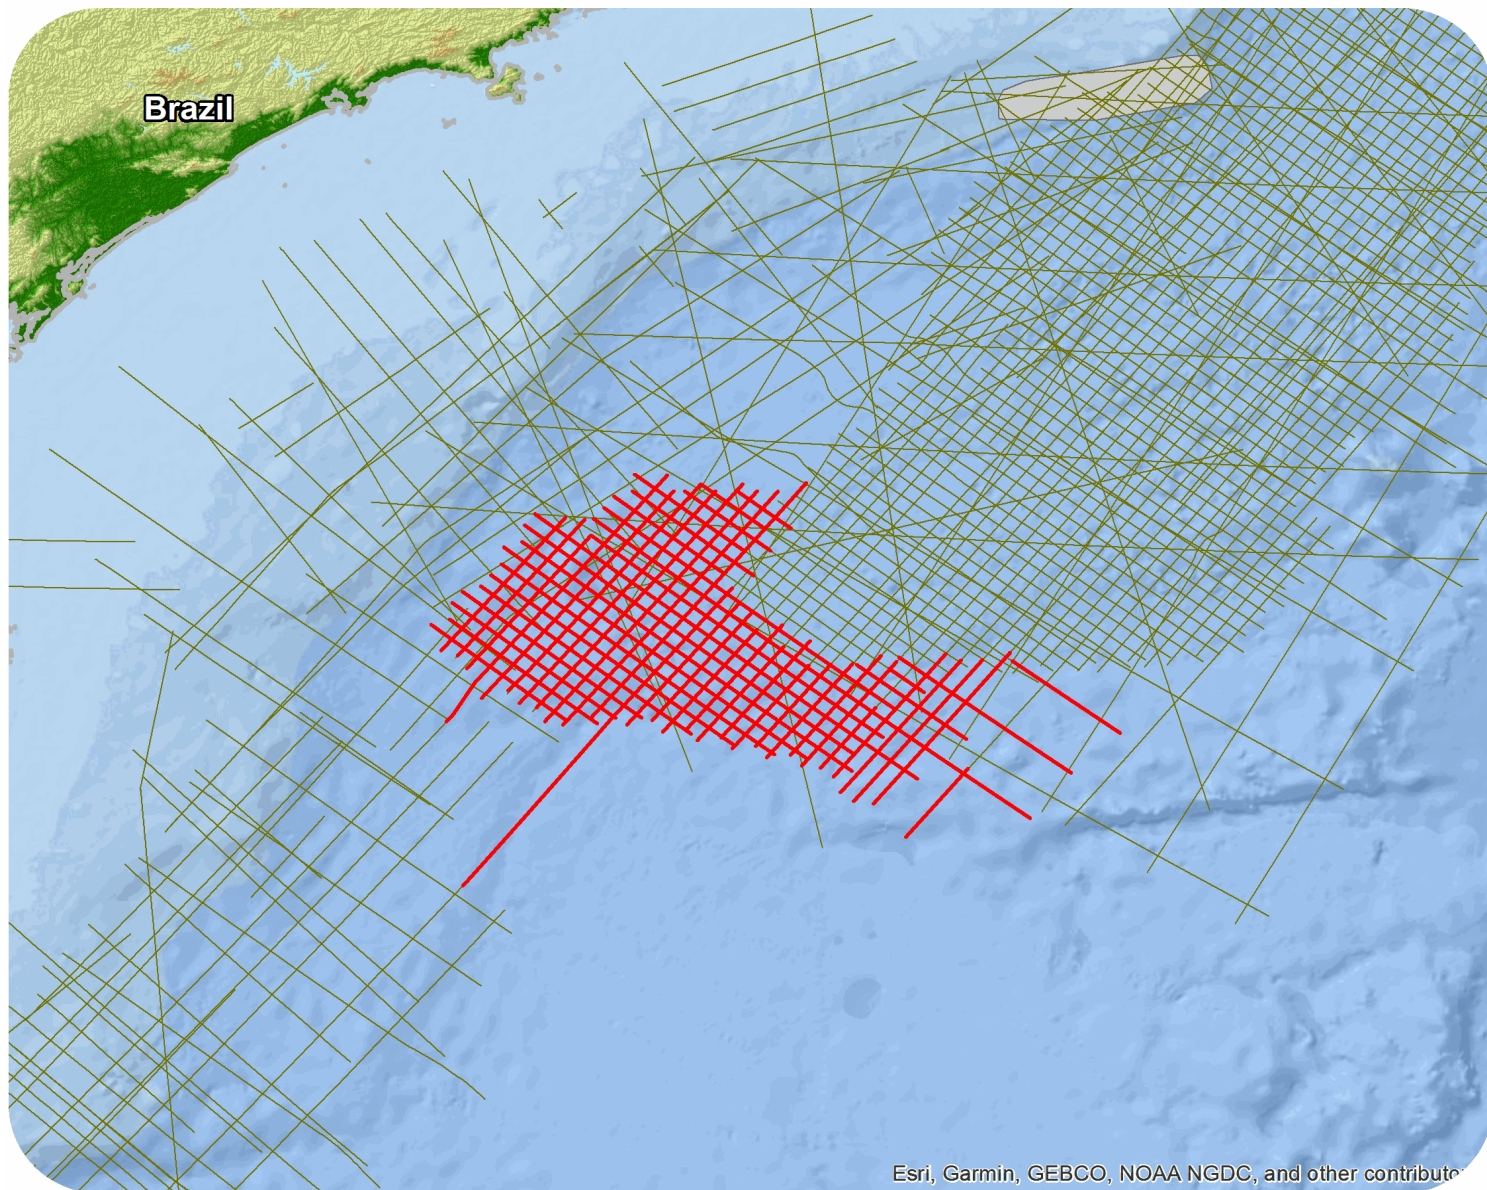 Brazil
Esri, Garmin, GEBCO, NOAA NGDC, and other contributo